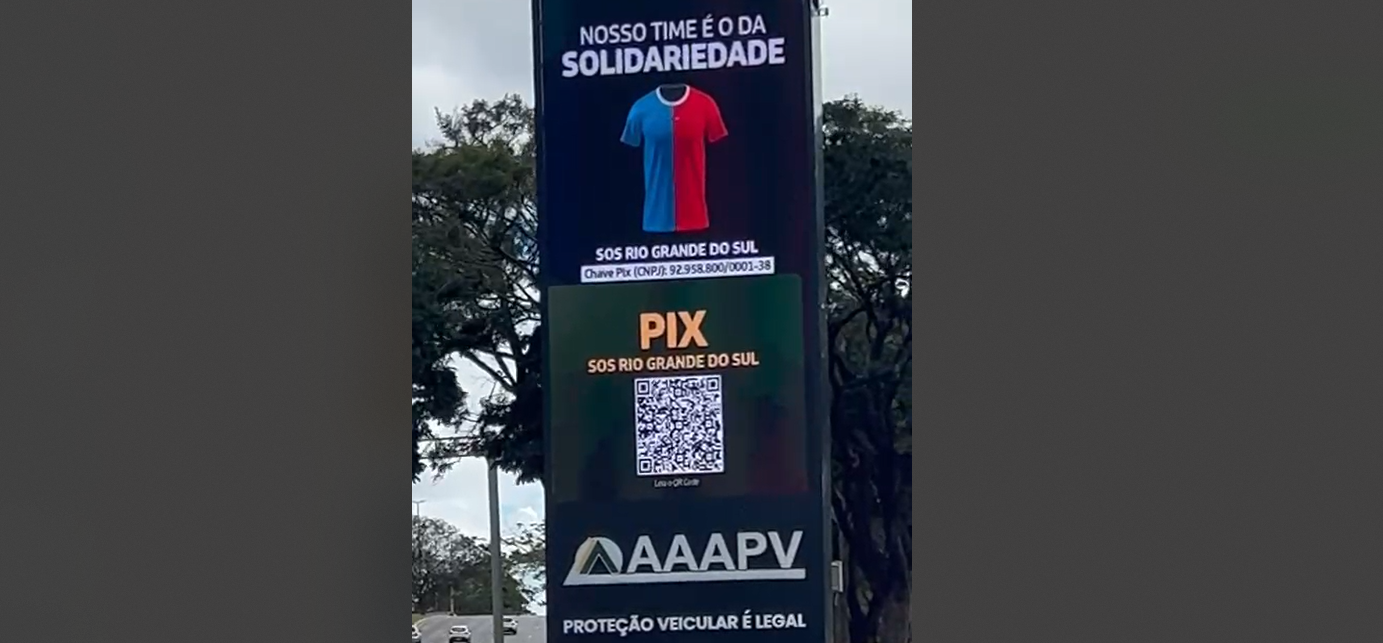 NOSSO TIME É O DA
SOLIDARIEDADE
SOS RIO GRANDE DO SUL
Chave Pix (CNPJ): 92.958.800/0001-38
PIX
SOS RIO GRANDE DO SUL
Leia o QR Code
AAAPV
PROTEÇÃO VEICULAR É LEGAL